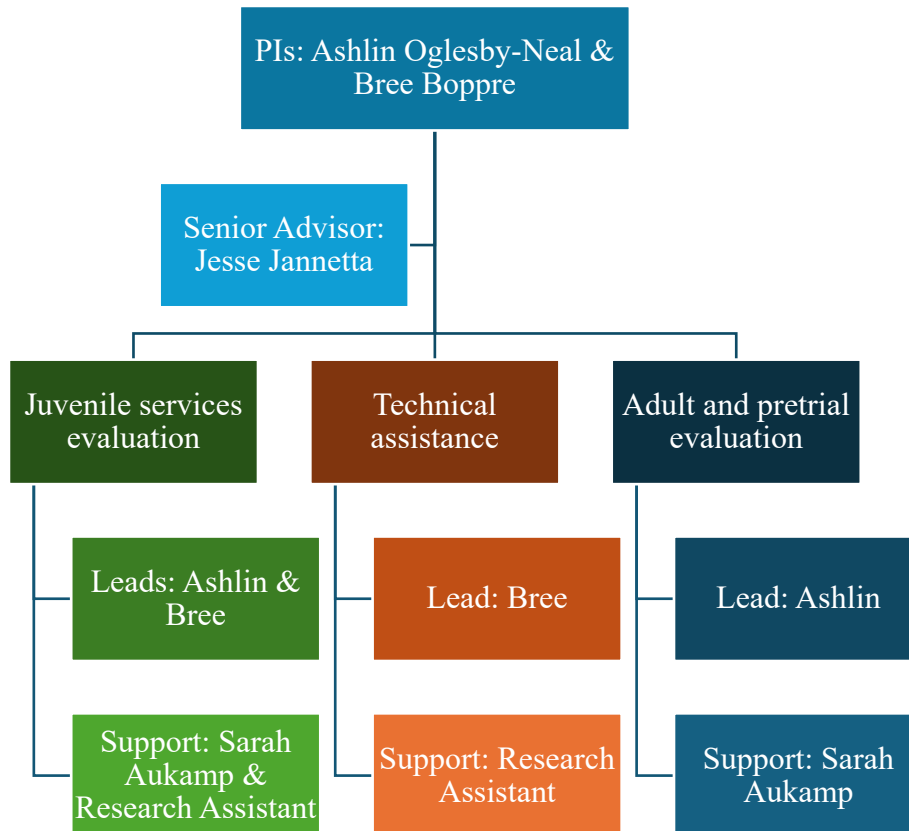 PIs: Ashlin Oglesby-Neal &
Bree Boppre
Senior Advisor:
Jesse Jannetta
Juvenile services
evaluation
Technical
assistance
Adult and pretrial
evaluation
Leads: Ashlin &
Bree
Lead: Bree
Lead: Ashlin
Support: Sarah
Aukamp &
Research Assistant
Support: Research
Assistant
Support: Sarah
Aukamp